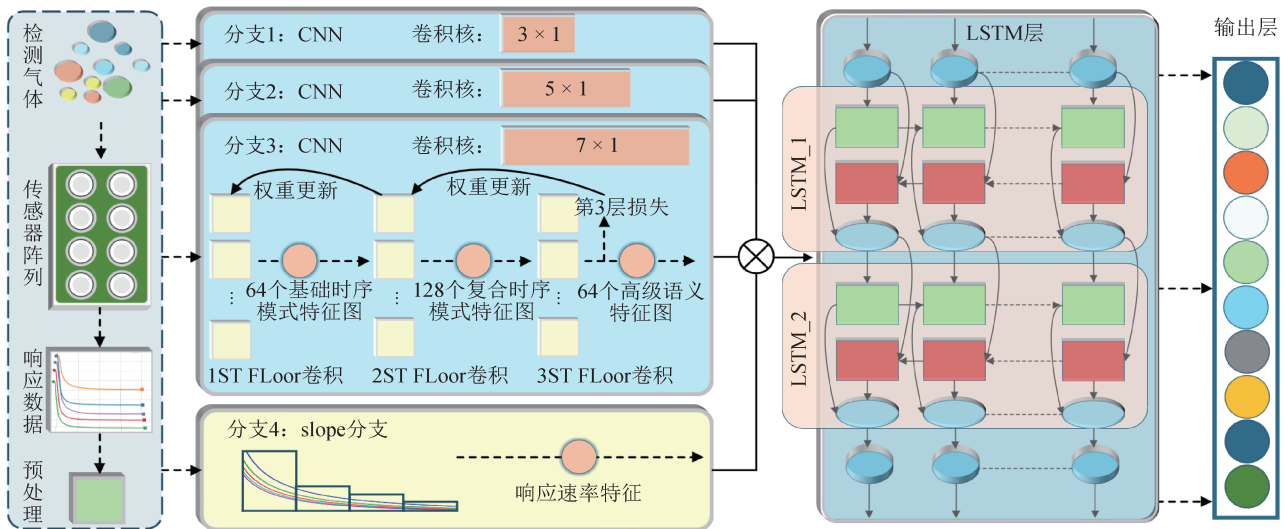 检测气体
传感器阵列
响应数据
预处理
分支1：CNN 卷积核： 3 × 1
分支2：CNN 卷积核： 5 × 1
分支3：CNN 卷积核： 7 × 1
权重更新
权重更新
第3层损失
64个基础时序
模式特征图
128个复合时序
模式特征图
64个高级语义
特征图
⋮
⋮
⋮
1ST FLoor卷积
2ST FLoor卷积
3ST FLoor卷积
分支4：slope分支
响应速率特征
LSTM层
LSTM_1
LSTM_2
输出层